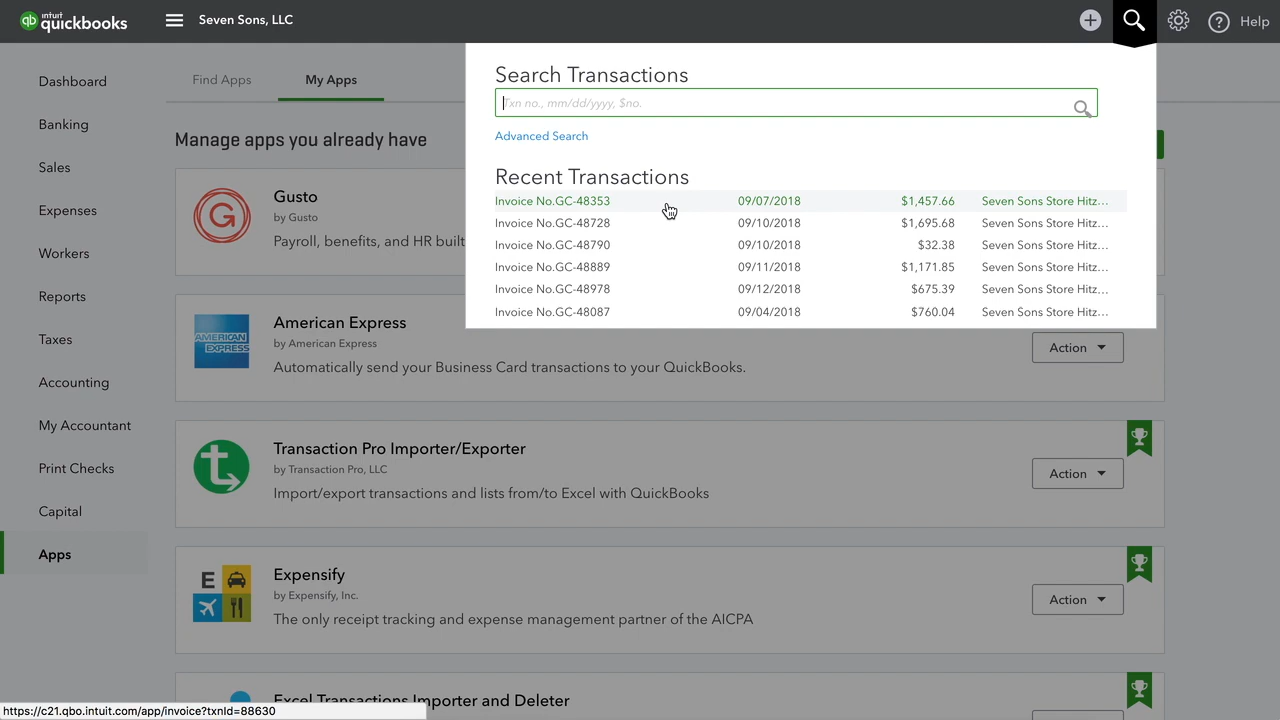 intuit quickbooks
Seven Sons, LLC
Help
Dashboard
Banking
Sales
Expenses
Workers
Reports
Taxes
Accounting
My Accountant
Print Checks
Capital
Apps
Find Apps
My Apps
Manage apps you already have
Search Transactions
Txn no., mm/dd/yyyy, $no.
Advanced Search
Recent Transactions
Invoice No.GC-48353 09/07/2018 $1,457.66 Seven Sons Store Hitz...
Invoice No.GC-48728 09/10/2018 $1,695.68 Seven Sons Store Hitz...
Invoice No.GC-48790 09/10/2018 $32.38 Seven Sons Store Hitz...
Invoice No.GC-48889 09/11/2018 $1,171.85 Seven Sons Store Hitz...
Invoice No.GC-48978 09/12/2018 $675.39 Seven Sons Store Hitz...
Invoice No.GC-48087 09/04/2018 $760.04 Seven Sons Store Hitz...
Gusto
by Gusto
Payroll, benefits, and HR built
American Express
by American Express
Automatically send your Business Card transactions to your QuickBooks.
AMERICAN EXPRESS
Action
Transaction Pro Importer/Exporter
by Transaction Pro, LLC
Import/export transactions and lists from/to Excel with QuickBooks
Action
Expensify
by Expensify, Inc.
The only receipt tracking and expense management partner of the AICPA
E
Action
Excel Transactions Importer and Deleter
https://c21.qbo.intuit.com/app/invoice?txnId=88630